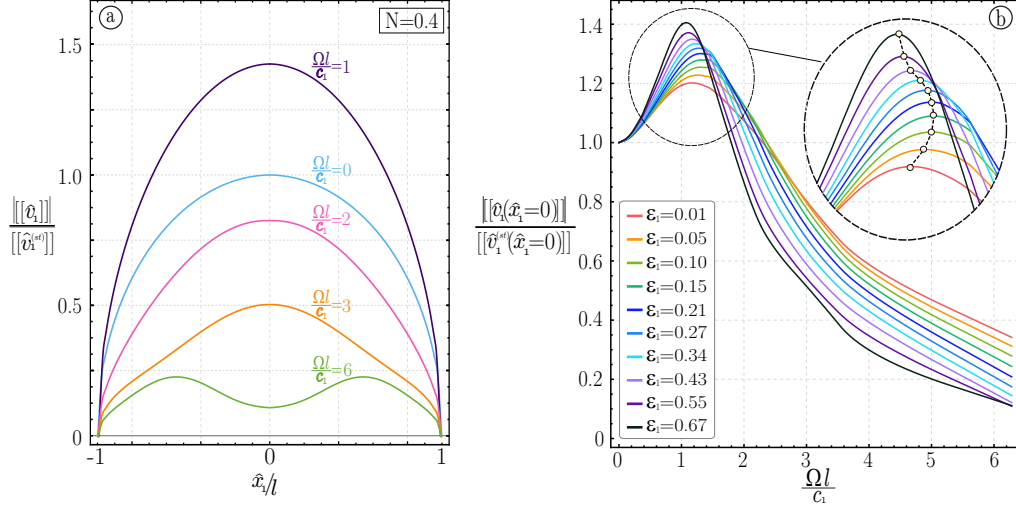 a
N=0.4
1.5
1.0
0.5
0
|[[v̂₁]]|
[[v̂₁⁽ˢᵗ⁾]]
Ωl
c₁ =1
Ωl
c₁ =0
Ωl
c₁ =2
Ωl
c₁ =3
Ωl
c₁ =6
-1 0 1
x̂₁/l
b
1.4
1.2
1.0
0.8
0.6
0.4
0.2
0
|[[v̂₁(x̂₁=0)]]|
[[v̂₁⁽ˢᵗ⁾(x̂₁=0)]]
ε₁=0.01
ε₁=0.05
ε₁=0.10
ε₁=0.15
ε₁=0.21
ε₁=0.27
ε₁=0.34
ε₁=0.43
ε₁=0.55
ε₁=0.67
0 1 2 3 4 5 6
Ωl
c₁